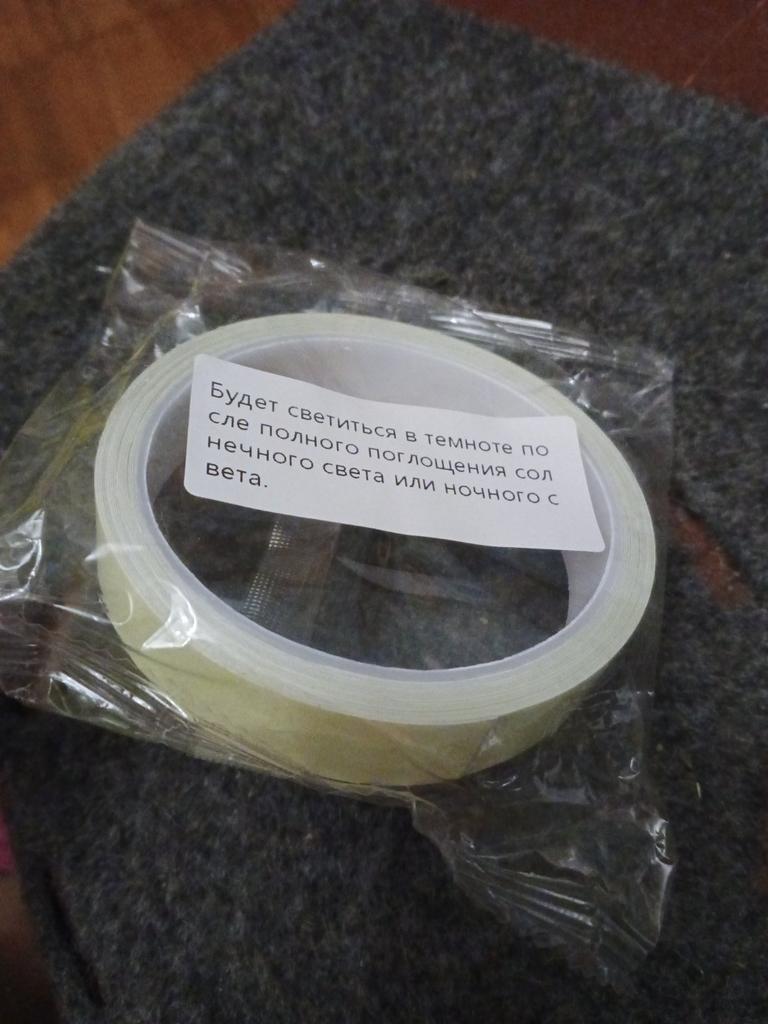 Будет светиться в темноте по
сле полного поглощения сол
нечного света или ночного с
вета.